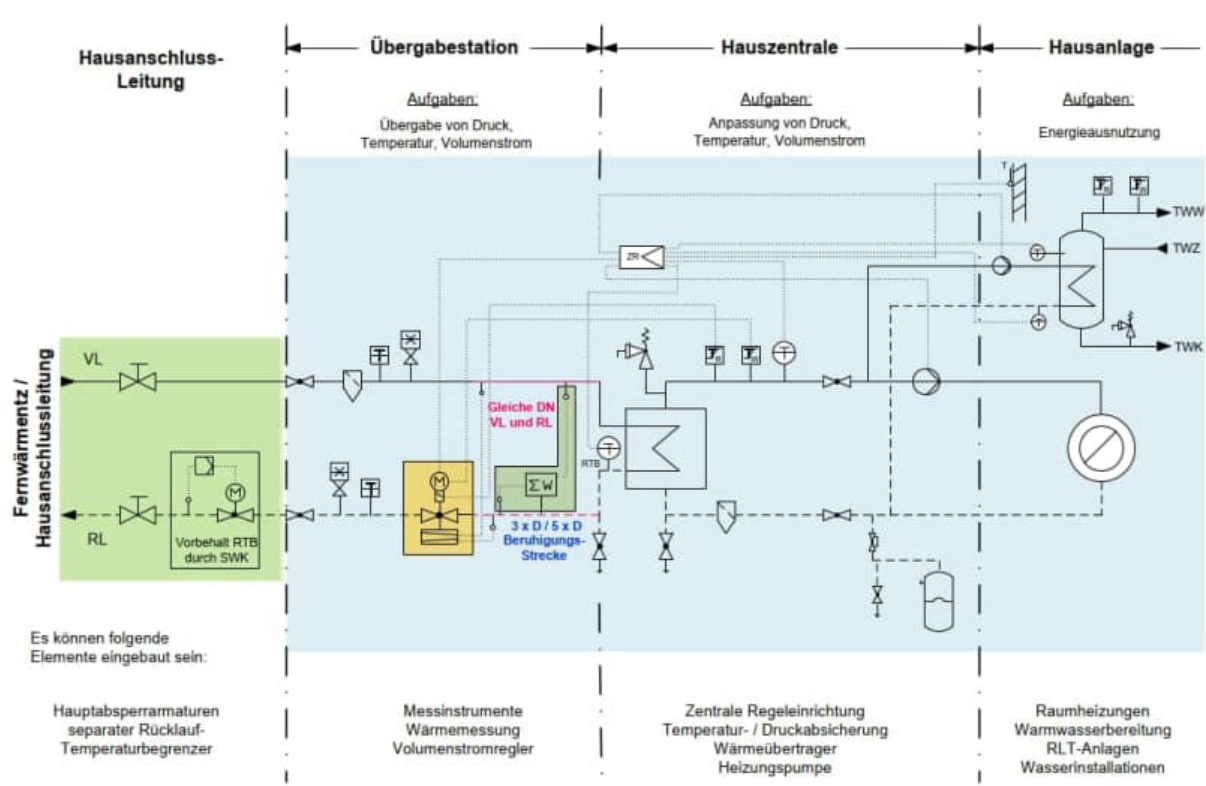 Hausanschluss-
Leitung
Übergabestation
Hauszentrale
Hausanlage
Aufgaben:
Übergabe von Druck,
Temperatur, Volumenstrom
Aufgaben:
Anpassung von Druck,
Temperatur, Volumenstrom
Aufgaben:
Energieausnutzung
T
TWW
TWZ
ZR
T
T
TWK
Fernwärmentz /
Hausanschlussleitung
VL
T
T
Gleiche DN
VL und RL
T
RTB
M
ΣW
T
M
RL
Vorbehalt RTB
durch SWK
3 x D / 5 x D
Beruhigungs-
Strecke
Es können folgende
Elemente eingebaut sein:
Hauptabsperrarmaturen
separater Rücklauf-
Temperaturbegrenzer
Messinstrumente
Wärmemessung
Volumenstromregler
Zentrale Regeleinrichtung
Temperatur- / Druckabsicherung
Wärmeübertrager
Heizungspumpe
Raumheizungen
Warmwasserbereitung
RLT-Anlagen
Wasserinstallationen